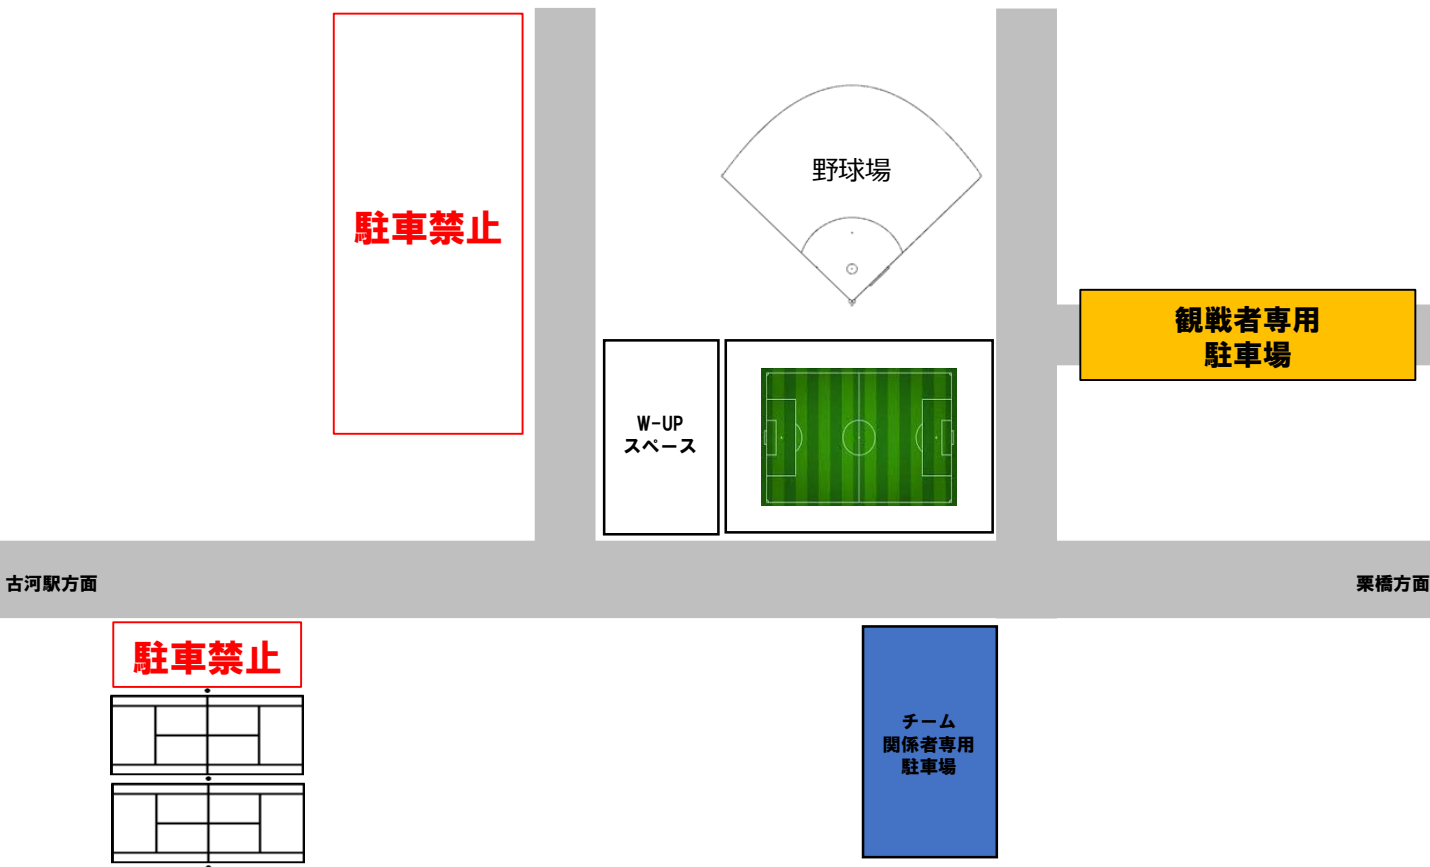 野球場
駐車禁止
観戦者専用
駐車場
W-UP
スペース
古河駅方面
栗橋方面
駐車禁止
チーム
関係者専用
駐車場